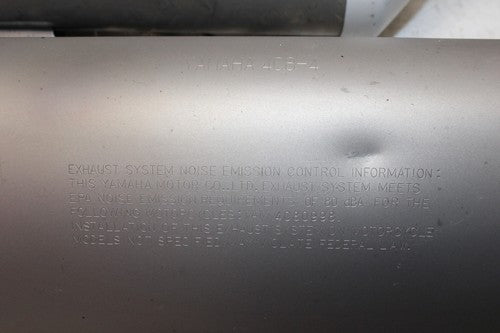 YAMAHA 4C8-4
EXHAUST SYSTEM NOISE EMISSION CONTROL INFORMATION:
THIS YAMAHA MOTOR CO.LTD. EXHAUST SYSTEM MEETS
EPA NOISE EMISSION REQUIREMENTS OF 80 dBA FOR THE
FOLLOWING MOTORCYCLES:
INSTALLATION OF THIS EXHAUST SYSTEM ON MOTORCYCLE
MODELS NOT SPECIFIED MAY VIOLATE FEDERAL LAW.